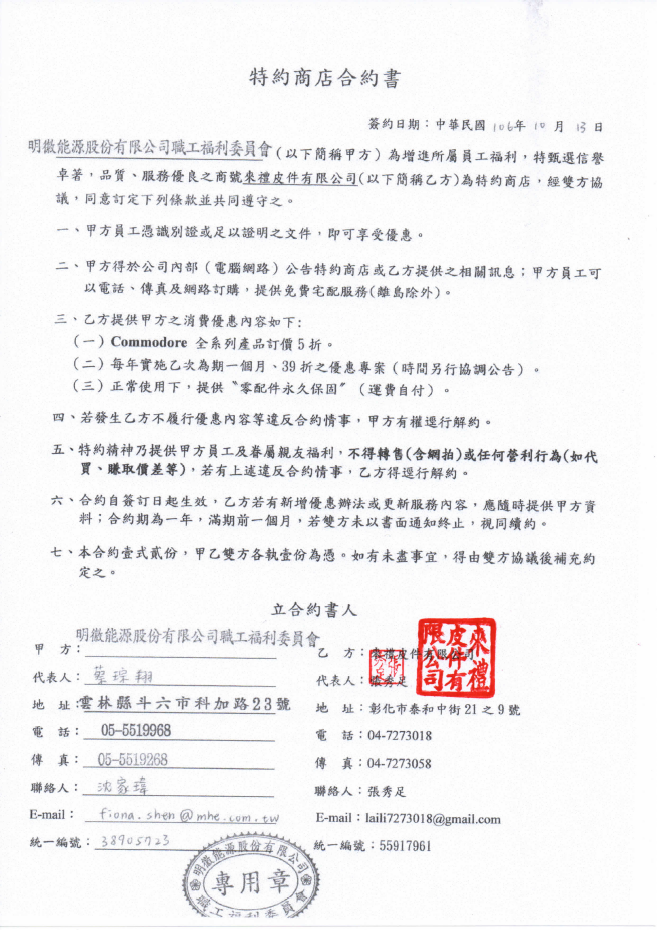 特約商店合約書
簽約日期：中華民國 106年 10 月 13 日
明徽能源股份有限公司職工福利委員會(以下簡稱甲方)為增進所屬員工福利，特甄選信譽
卓著，品質、服務優良之商號來禮皮件有限公司(以下簡稱乙方)為特約商店，經雙方協
議，同意訂定下列條款並共同遵守之。
一、甲方員工憑識別證或足以證明之文件，即可享受優惠。
二、甲方得於公司內部（電腦網路）公告特約商店或乙方提供之相關訊息；甲方員工可
以電話、傳真及網路訂購，提供免費宅配服務(離島除外)。
三、乙方提供甲方之消費優惠內容如下:
（一）Commodore 全系列產品訂價5折。
（二）每年實施乙次為期一個月、39折之優惠專案（時間另行協調公告）。
（三）正常使用下，提供〝零配件永久保固〞（運費自付）。
四、若發生乙方不履行優惠內容等違反合約情事，甲方有權逕行解約。
五、特約精神乃提供甲方員工及眷屬親友福利，不得轉售(含網拍)或任何營利行為(如代
買、賺取價差等)，若有上述違反合約情事，乙方得逕行解約。
六、合約自簽訂日起生效，乙方若有新增優惠辦法或更新服務內容，應隨時提供甲方資
料；合約期為一年，滿期前一個月，若雙方未以書面通知終止，視同續約。
七、本合約壹式貳份，甲乙雙方各執壹份為憑。如有未盡事宜，得由雙方協議後補充約
定之。
立合約書人
甲　方：明徽能源股份有限公司職工福利委員會
代表人：蔡琮翔
地　址：雲林縣斗六市科加路23號
電　話：05-5519968
傳　真：05-5519268
聯絡人：沈家瑋
E-mail：fiona.shen@mhe.com.tw
統一編號：38905723
明徽能源股份有限公司
專用章
職工福利委員會
乙　方：來禮皮件有限公司
代表人：張秀足
地　址：彰化市泰和中街21之9號
電　話：04-7273018
傳　真：04-7273058
聯絡人：張秀足
E-mail：laili7273018@gmail.com
統一編號：55917961
來禮
皮件有
限公司
張秀足